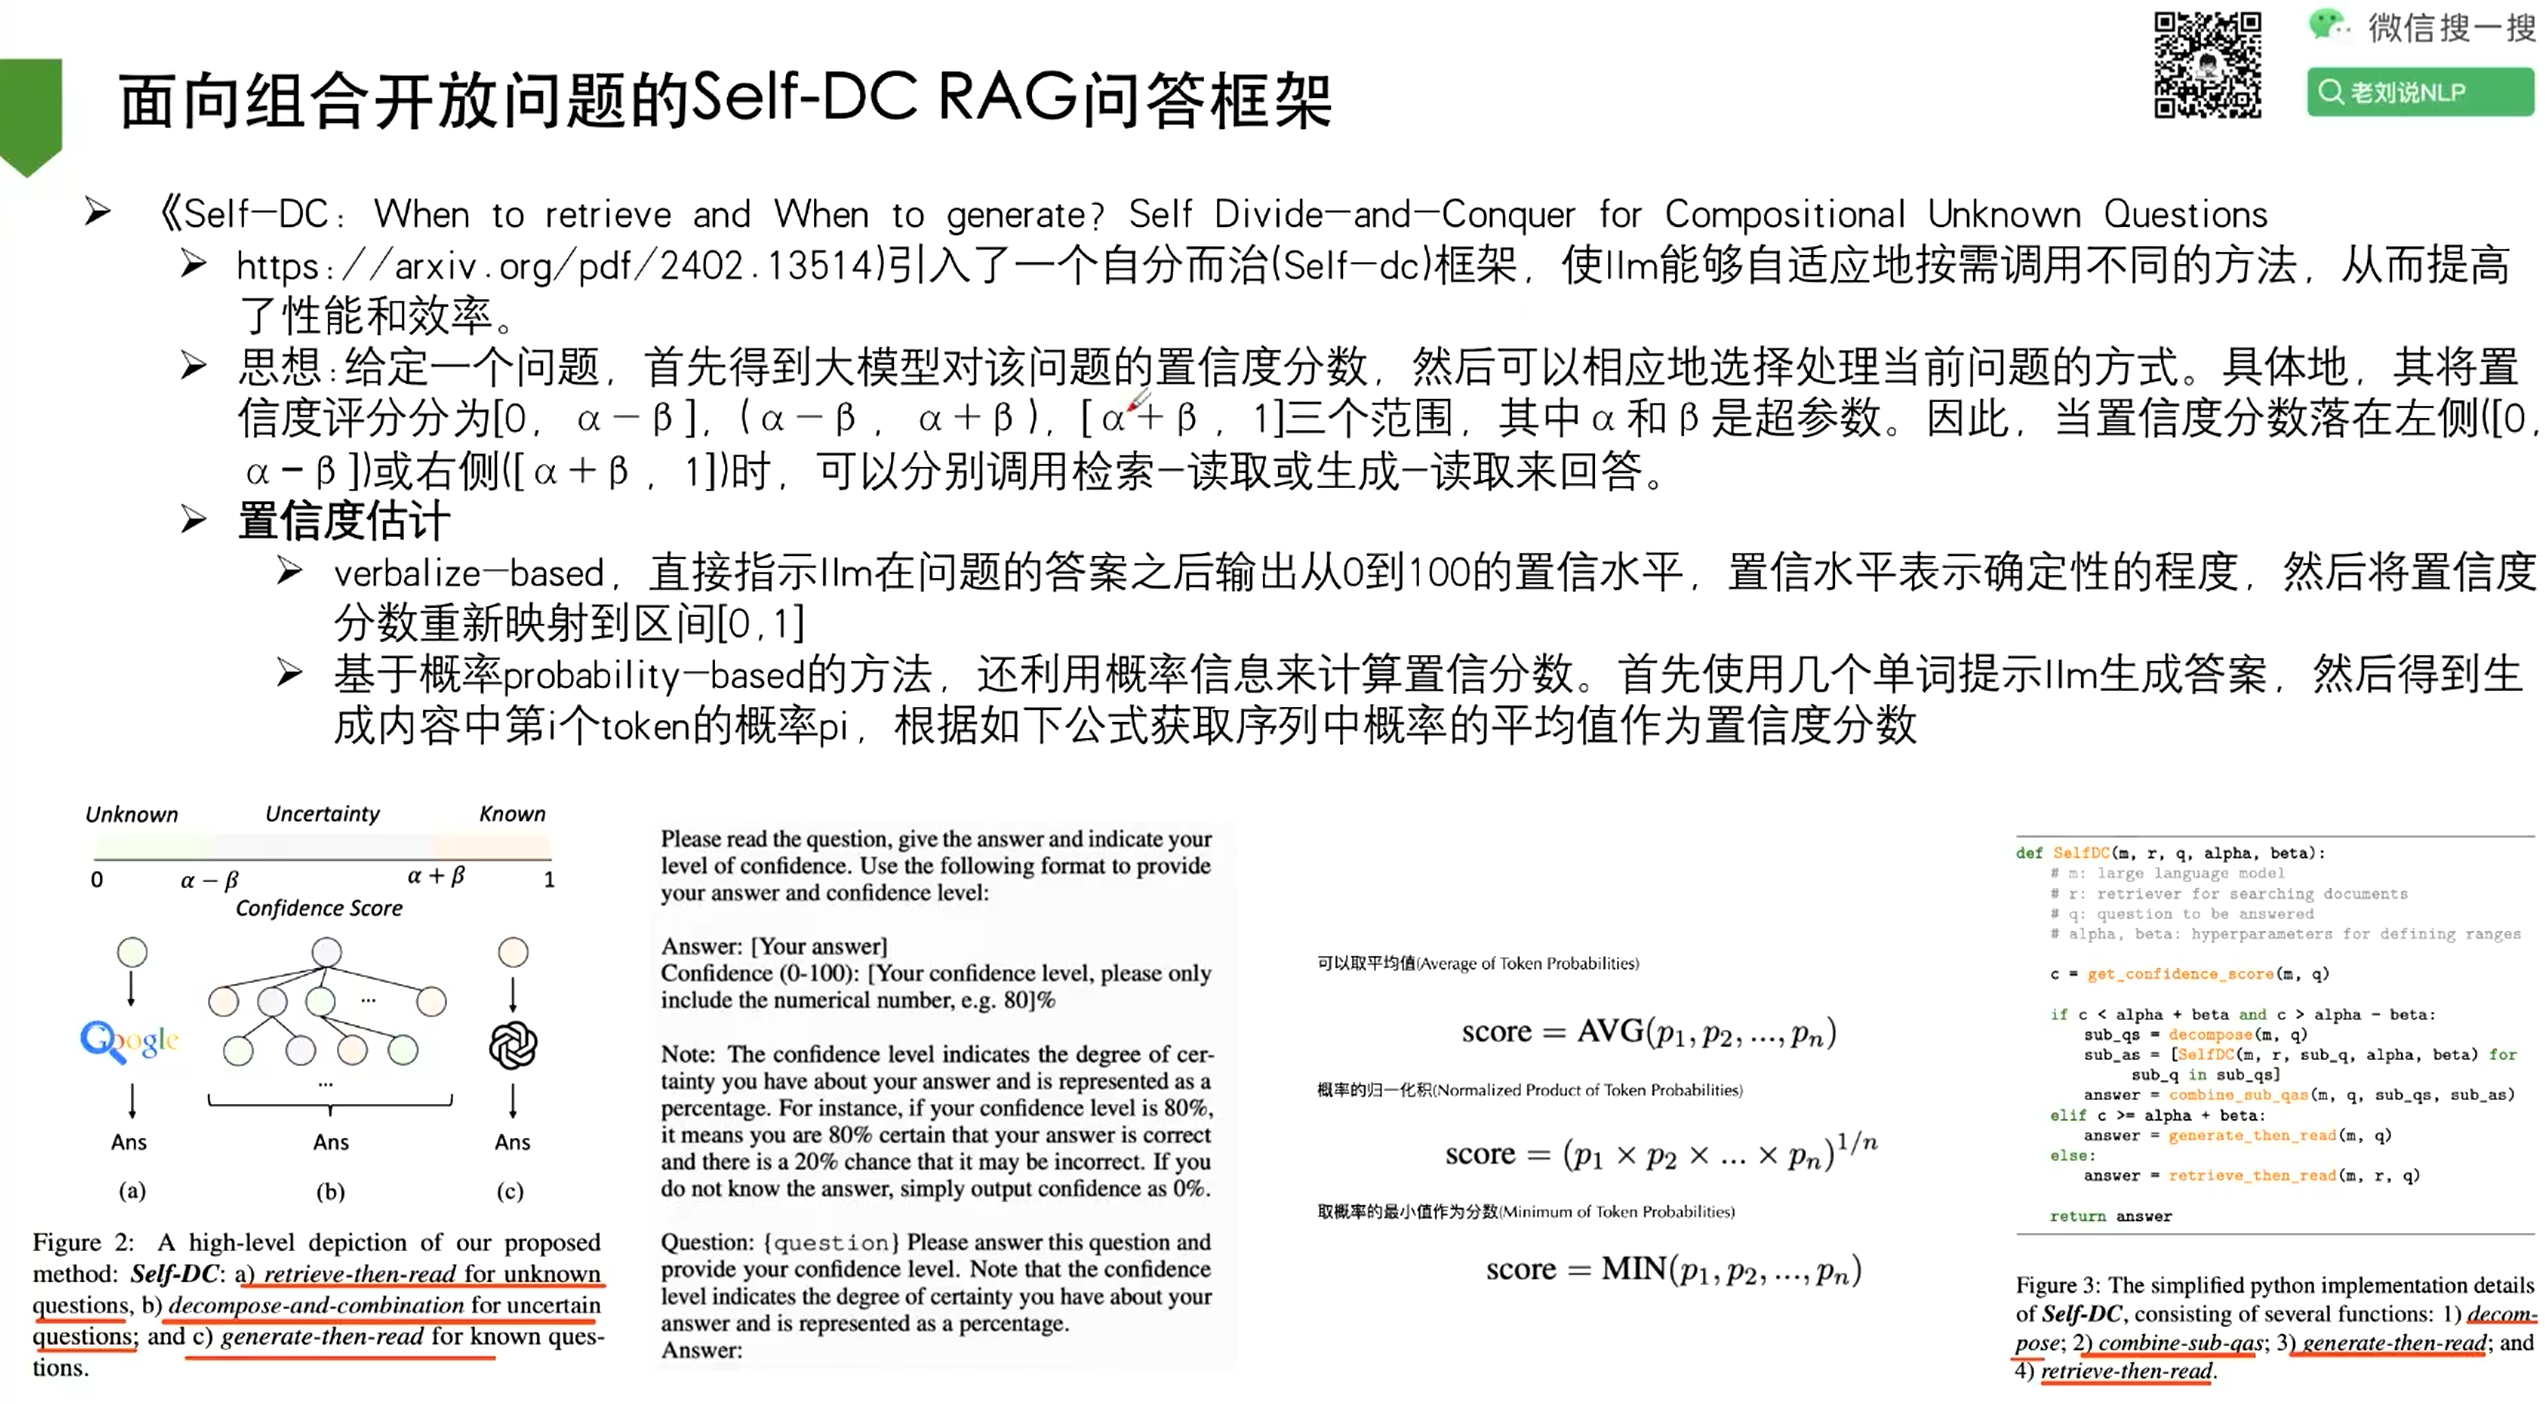 微信搜一搜
老刘说NLP
面向组合开放问题的Self-DC RAG问答框架
《Self-DC: When to retrieve and When to generate? Self Divide-and-Conquer for Compositional Unknown Questions
https://arxiv.org/pdf/2402.13514)引入了一个自分而治(Self-dc)框架，使llm能够自适应地按需调用不同的方法，从而提高
了性能和效率。
思想:给定一个问题，首先得到大模型对该问题的置信度分数，然后可以相应地选择处理当前问题的方式。具体地，其将置
信度评分分为[0, α-β], (α-β, α+β), [α+β, 1]三个范围，其中α和β是超参数。因此，当置信度分数落在左侧([0,
α-β])或右侧([α+β, 1])时，可以分别调用检索-读取或生成-读取来回答。
置信度估计
verbalize-based，直接指示llm在问题的答案之后输出从0到100的置信水平，置信水平表示确定性的程度，然后将置信度
分数重新映射到区间[0,1]
基于概率probability-based的方法，还利用概率信息来计算置信分数。首先使用几个单词提示llm生成答案，然后得到生
成内容中第i个token的概率pi，根据如下公式获取序列中概率的平均值作为置信度分数
Unknown Uncertainty Known
0 α − β α + β 1
Confidence Score
Google
...
...
Ans Ans Ans
(a) (b) (c)
Figure 2: A high-level depiction of our proposed
method: Self-DC: a) retrieve-then-read for unknown
questions, b) decompose-and-combination for uncertain
questions; and c) generate-then-read for known ques-
tions.
Please read the question, give the answer and indicate your
level of confidence. Use the following format to provide
your answer and confidence level:
Answer: [Your answer]
Confidence (0-100): [Your confidence level, please only
include the numerical number, e.g. 80]%
Note: The confidence level indicates the degree of cer-
tainty you have about your answer and is represented as a
percentage. For instance, if your confidence level is 80%,
it means you are 80% certain that your answer is correct
and there is a 20% chance that it may be incorrect. If you
do not know the answer, simply output confidence as 0%.
Question: {question} Please answer this question and
provide your confidence level. Note that the confidence
level indicates the degree of certainty you have about your
answer and is represented as a percentage.
Answer:
可以取平均值(Average of Token Probabilities)
score = AVG(p₁, p₂, ..., pₙ)
概率的归一化积(Normalized Product of Token Probabilities)
score = (p₁ × p₂ × ... × pₙ)^1/n
取概率的最小值作为分数(Minimum of Token Probabilities)
score = MIN(p₁, p₂, ..., pₙ)
def SelfDC(m, r, q, alpha, beta):
# m: large language model
# r: retriever for searching documents
# q: question to be answered
# alpha, beta: hyperparameters for defining ranges
c = get_confidence_score(m, q)
if c < alpha + beta and c > alpha - beta:
sub_qs = decompose(m, q)
sub_as = [SelfDC(m, r, sub_q, alpha, beta) for
sub_q in sub_qs]
answer = combine_sub_qas(m, q, sub_qs, sub_as)
elif c >= alpha + beta:
answer = generate_then_read(m, q)
else:
answer = retrieve_then_read(m, r, q)
return answer
Figure 3: The simplified python implementation details
of Self-DC, consisting of several functions: 1) decom-
pose; 2) combine-sub-qas; 3) generate-then-read; and
4) retrieve-then-read.